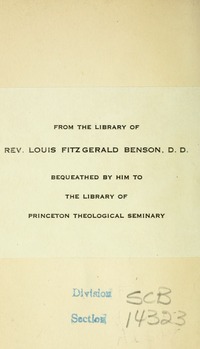 FROM THE LIBRARY OF
REV. LOUIS FITZGERALD BENSON, D. D.
BEQUEATHED BY HIM TO
THE LIBRARY OF
PRINCETON THEOLOGICAL SEMINARY
Division SCB
Section 14323